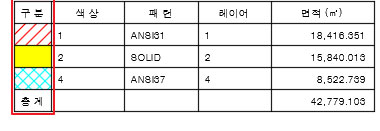 구 분 색 상 패 턴 레이어 면적 (㎡)
1 ANSI31 1 18,416.351
2 SOLID 2 15,840.013
4 ANSI37 4 8,522.739
총 계 42,779.103